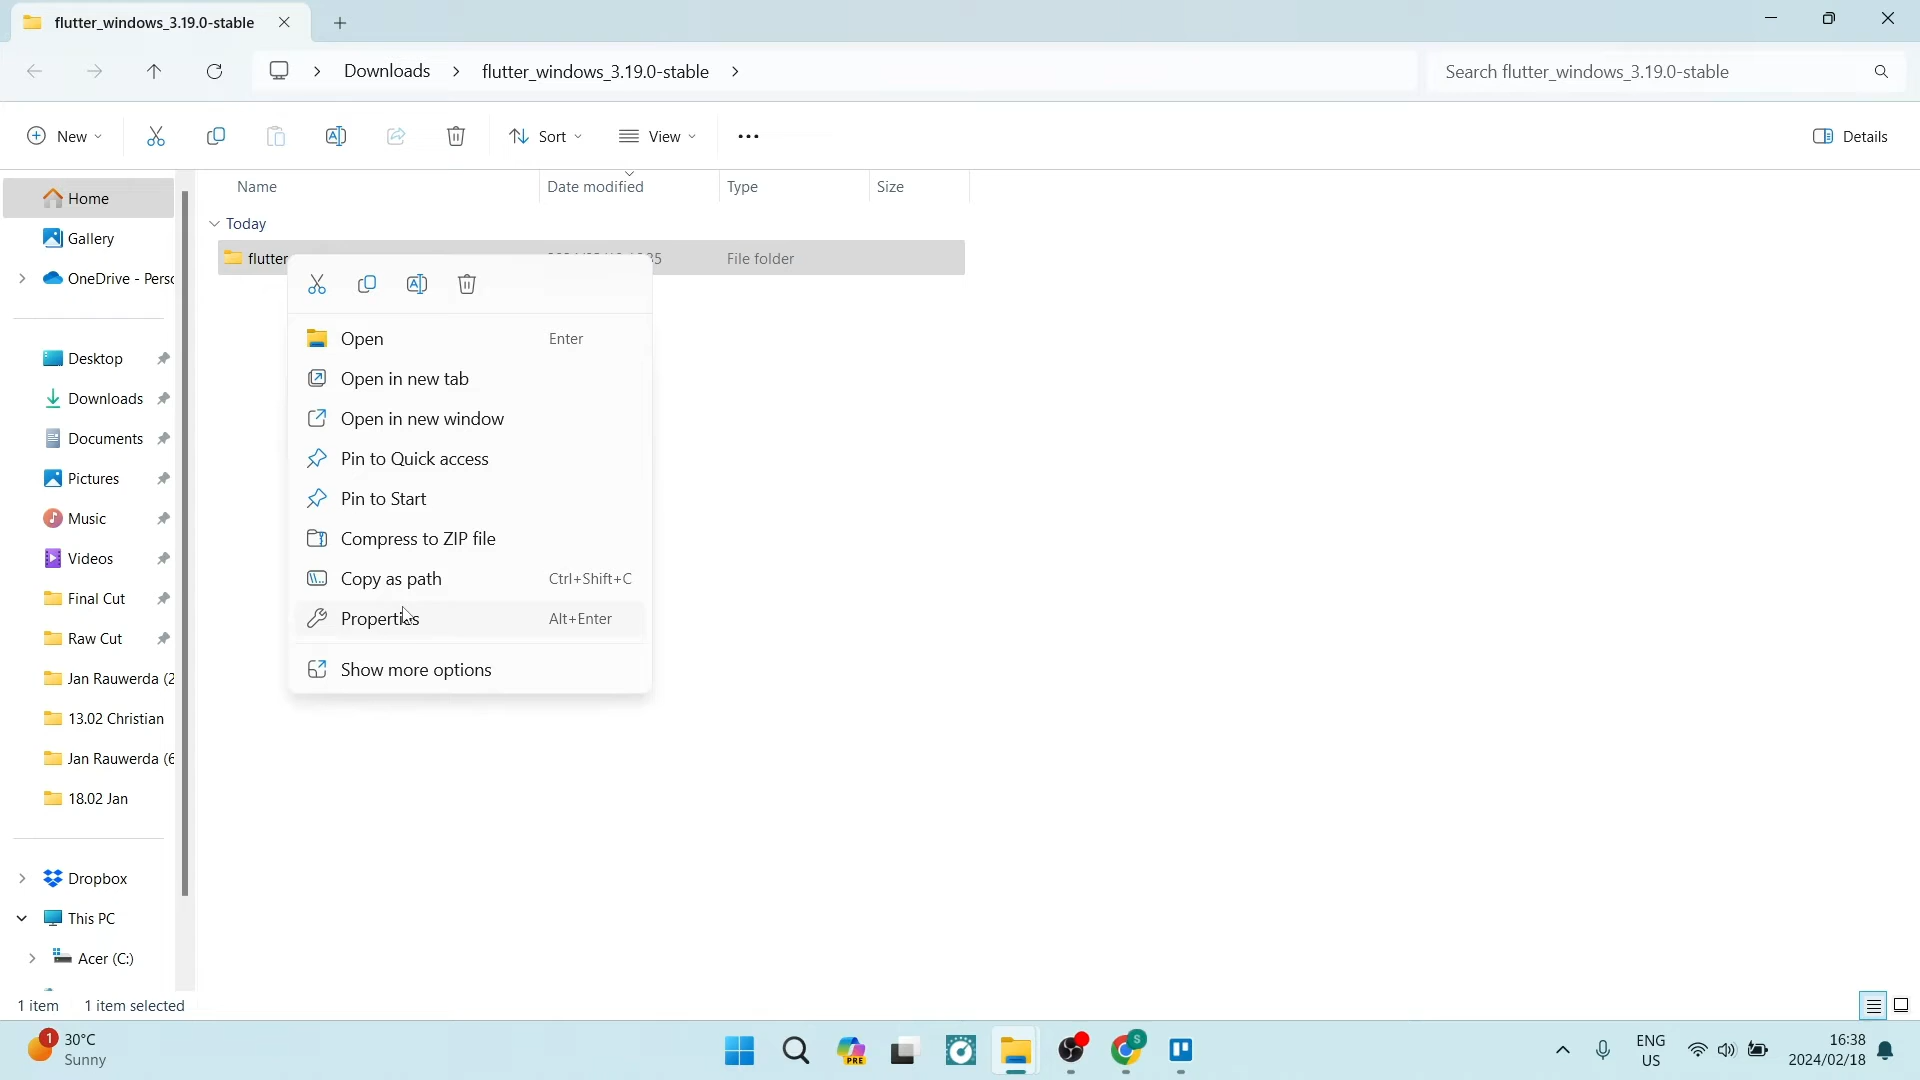 flutter_windows_3.19.0-stable
Downloads
flutter_windows_3.19.0-stable
Search flutter_windows_3.19.0-stable
New
Sort
View
Details
Name
Date modified
Type
Size
Home
Gallery
OneDrive - Perso
Desktop
Downloads
Documents
Pictures
Music
Videos
Final Cut
Raw Cut
Jan Rauwerda (2
13.02 Christian
Jan Rauwerda (6
18.02 Jan
Dropbox
This PC
Acer (C:)
Today
flutter
File folder
Open Enter
Open in new tab
Open in new window
Pin to Quick access
Pin to Start
Compress to ZIP file
Copy as path Ctrl+Shift+C
Properties Alt+Enter
Show more options
1 item 1 item selected
1
30°C
Sunny
PRE
S
ENG
US
16:38
2024/02/18